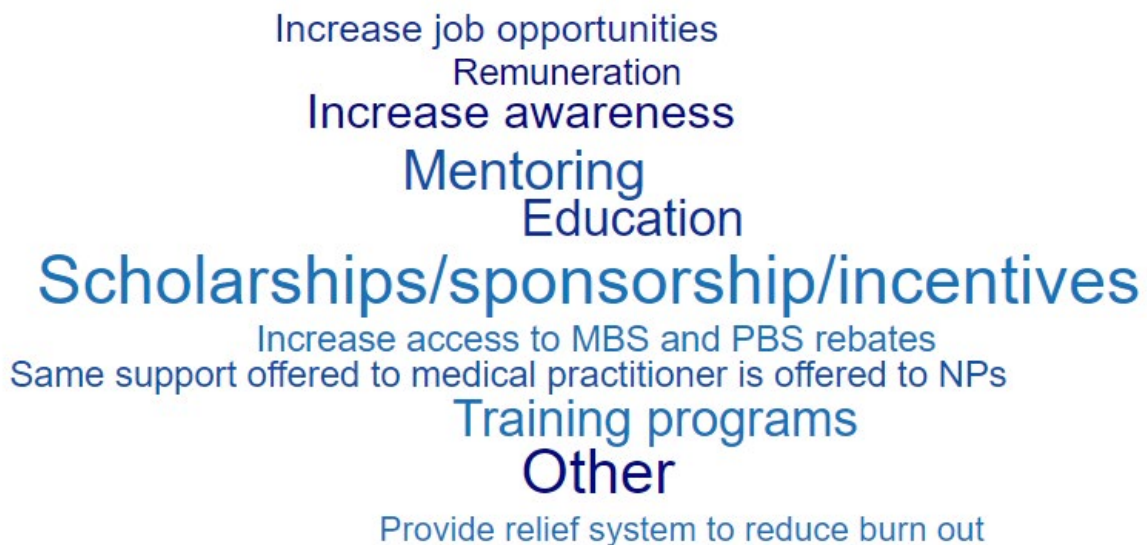 Increase job opportunities
Remuneration
Increase awareness
Mentoring
Education
Scholarships/sponsorship/incentives
Increase access to MBS and PBS rebates
Same support offered to medical practitioner is offered to NPs
Training programs
Other
Provide relief system to reduce burn out